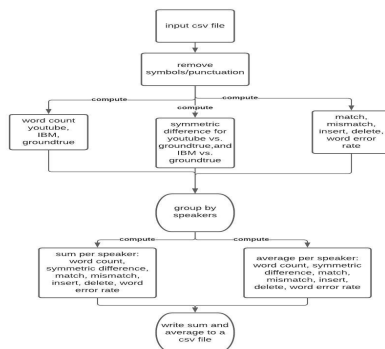 input csv file
remove
symbols/punctuation
compute
compute
compute
word count
youtube,
IBM,
groundtrue
symmetric
difference for
youtube vs.
groundtrue,and
IBM vs.
groundtrue
match,
mismatch,
insert, delete,
word error
rate
group by
speakers
compute
compute
sum per speaker:
word count,
symmetric difference,
match, mismatch,
insert, delete, word
error rate
average per speaker:
word count, symmetric
difference, match,
mismatch, insert,
delete, word error rate
write sum and
average to a
csv file